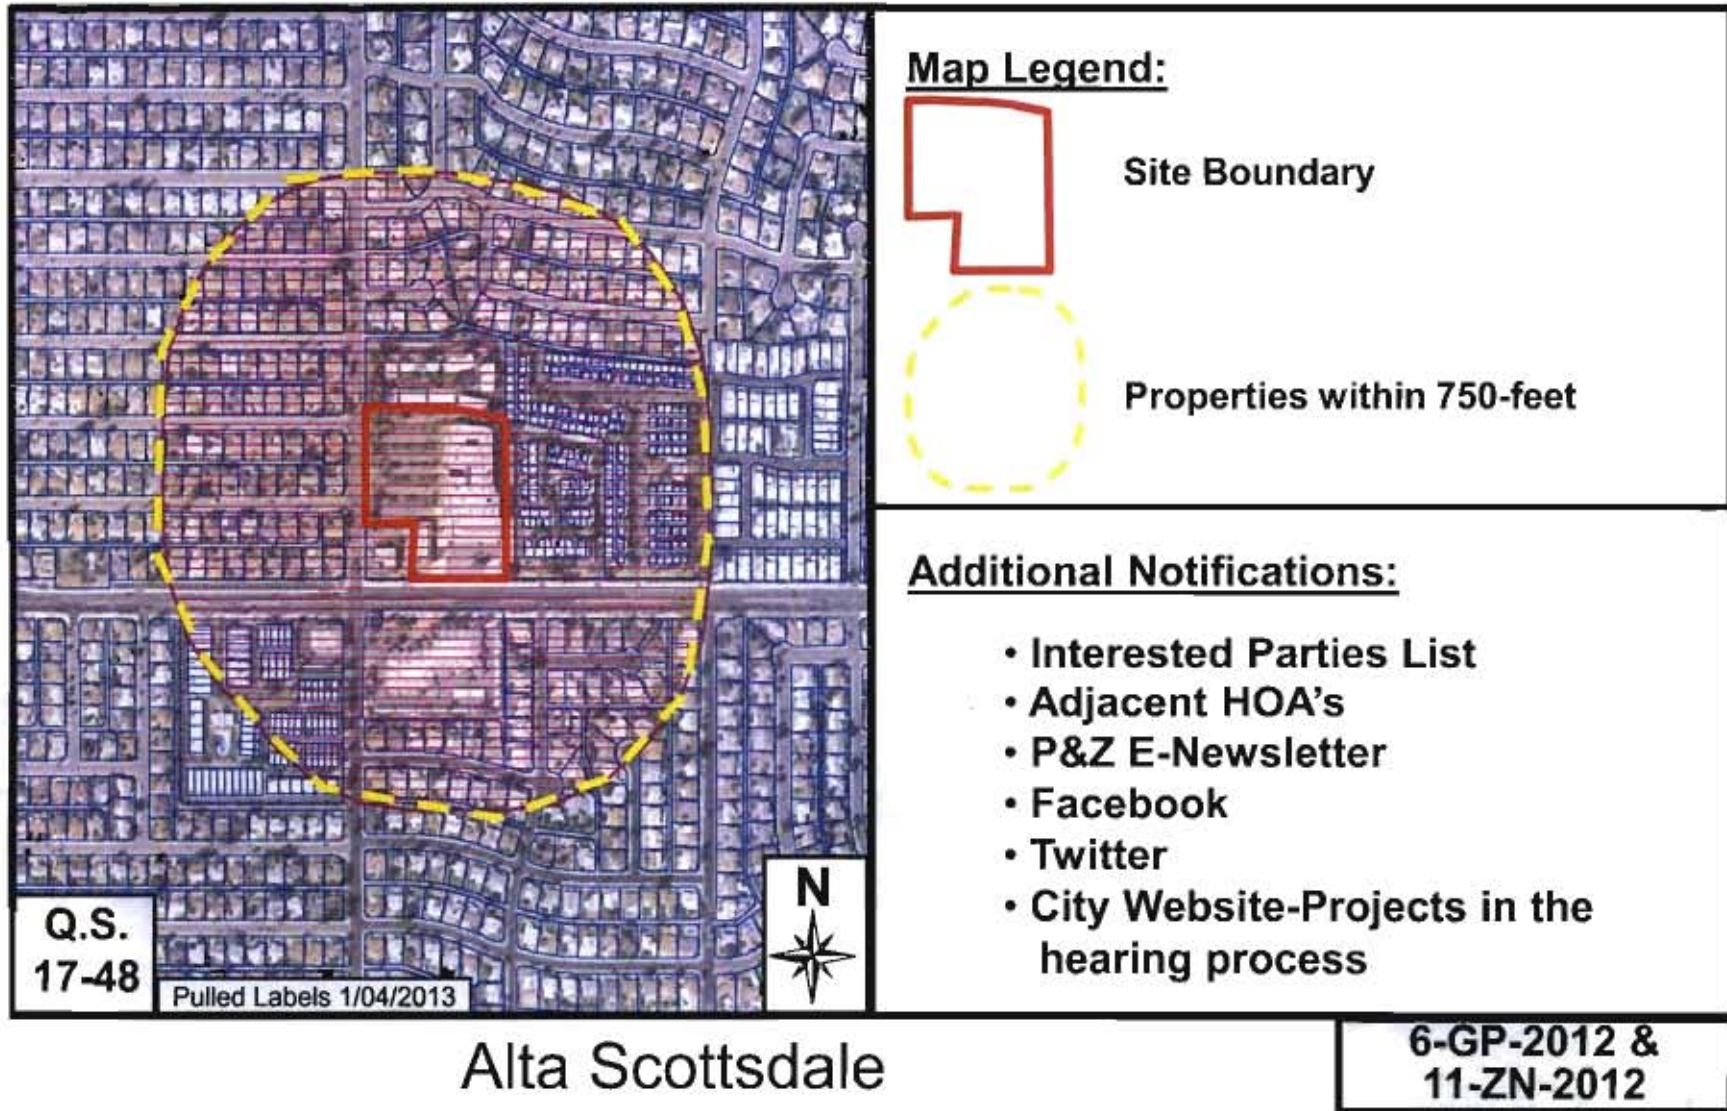 Map Legend:
Site Boundary
Properties within 750-feet
Additional Notifications:
• Interested Parties List
• Adjacent HOA's
• P&Z E-Newsletter
• Facebook
• Twitter
• City Website-Projects in the
hearing process
Q.S.
17-48
Pulled Labels 1/04/2013
N
Alta Scottsdale
6-GP-2012 &
11-ZN-2012